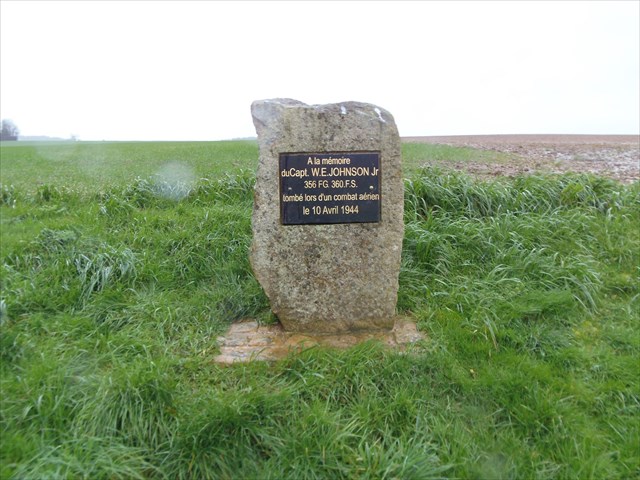 A la mémoire
duCapt. W.E.JOHNSON Jr
" 356 FG. 360.F.S. "
tombé lors d'un combat aérien
le 10 Avril 1944